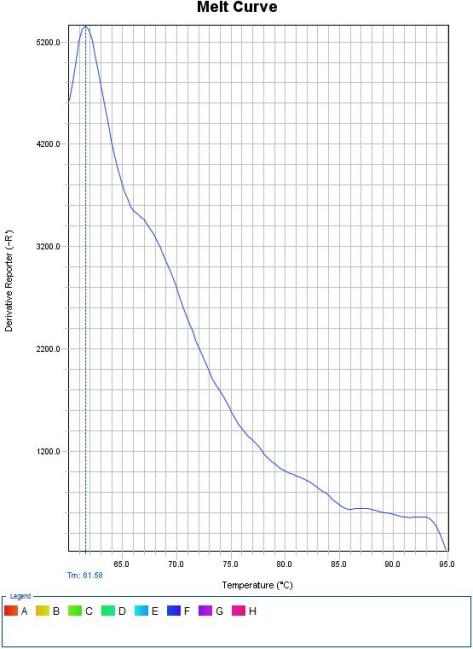 Melt Curve
5200.0
4200.0
3200.0
2200.0
1200.0
Derivative Reporter (-R')
65.0 70.0 75.0 80.0 85.0 90.0 95.0
Tm: 61.58
Temperature (°C)
Legend
A B C D E F G H